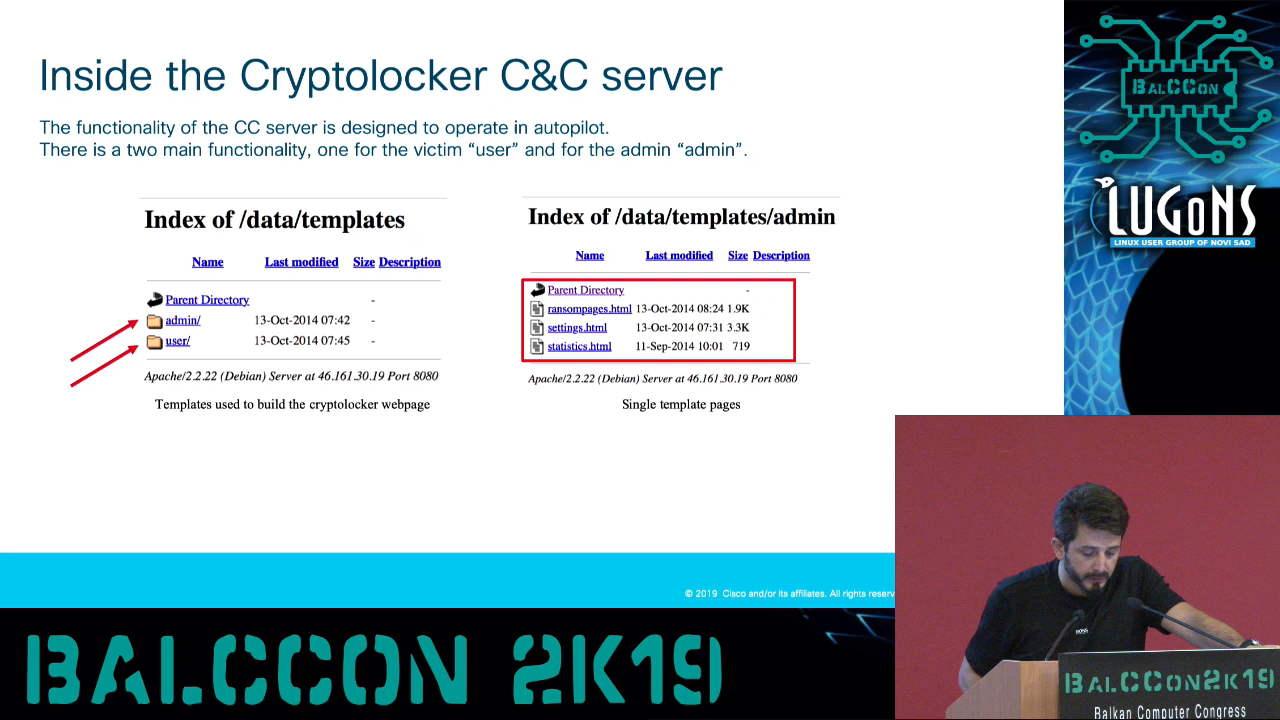 Inside the Cryptolocker C&C server
The functionality of the CC server is designed to operate in autopilot.
There is a two main functionality, one for the victim “user” and for the admin “admin”.
Index of /data/templates
Name Last modified Size Description
Parent Directory -
admin/ 13-Oct-2014 07:42 -
user/ 13-Oct-2014 07:45 -
Apache/2.2.22 (Debian) Server at 46.161.30.19 Port 8080
Templates used to build the cryptolocker webpage
Index of /data/templates/admin
Name Last modified Size Description
Parent Directory -
ransompages.html 13-Oct-2014 08:24 1.9K
settings.html 13-Oct-2014 07:31 3.3K
statistics.html 11-Sep-2014 10:01 719
Apache/2.2.22 (Debian) Server at 46.161.30.19 Port 8080
Single template pages
© 2019 Cisco and/or its affiliates. All rights reserv
BALCCON
LUGONS
LINUX USER GROUP OF NOVI SAD
BOSS
BALCCON2K19
Balkan Computer Congress
BALCCON 2K19